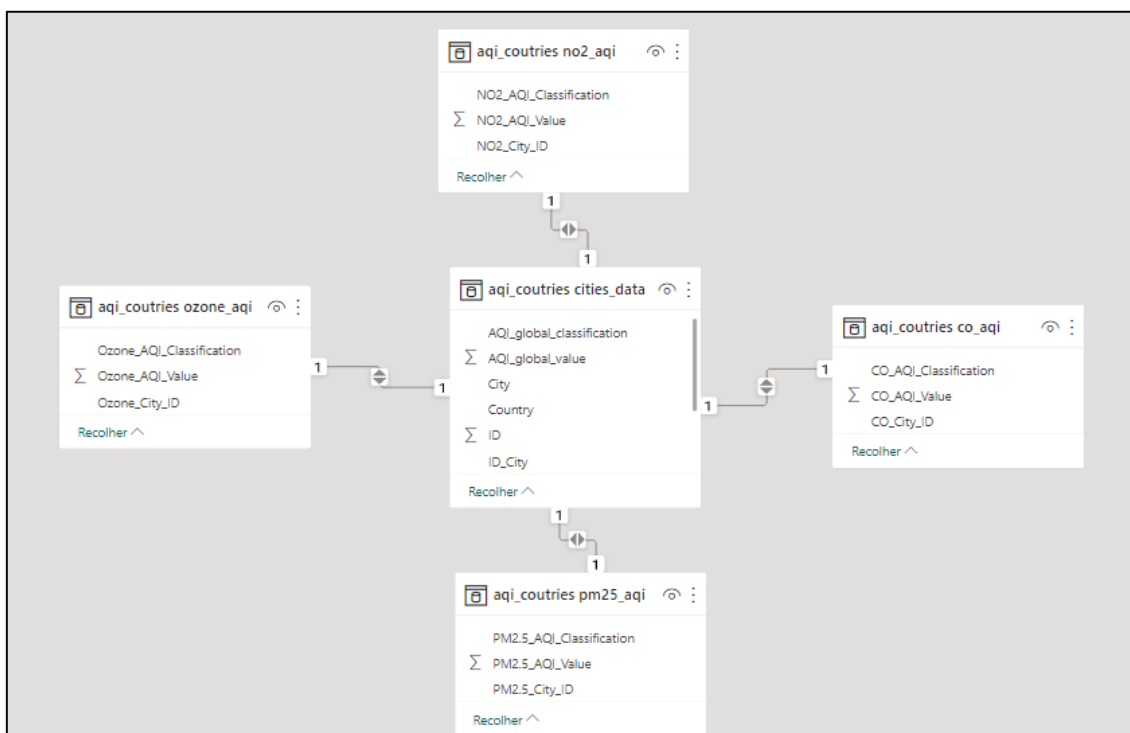 aqi_coutries no2_aqi
NO2_AQI_Classification
Σ NO2_AQI_Value
NO2_City_ID
Recolher
1
1
aqi_coutries ozone_aqi
Ozone_AQI_Classification
Σ Ozone_AQI_Value
Ozone_City_ID
Recolher
1
1
aqi_coutries cities_data
AQI_global_classification
Σ AQI_global_value
City
Country
Σ ID
ID_City
Recolher
1
1
aqi_coutries co_aqi
CO_AQI_Classification
Σ CO_AQI_Value
CO_City_ID
Recolher
1
1
aqi_coutries pm25_aqi
PM2.5_AQI_Classification
Σ PM2.5_AQI_Value
PM2.5_City_ID
Recolher